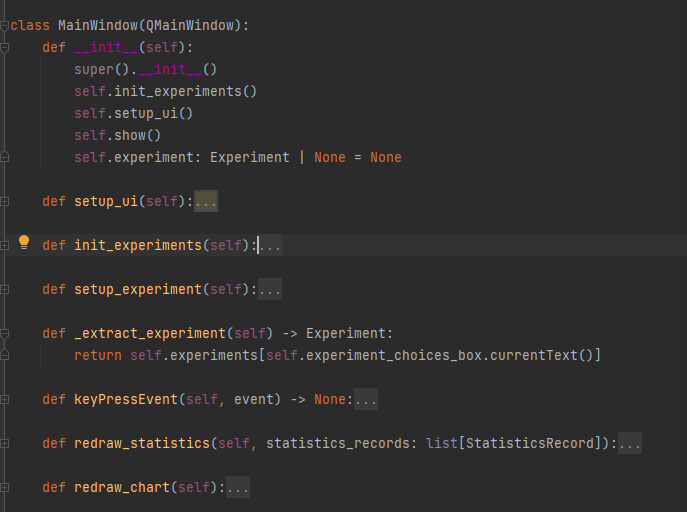 class MainWindow(QMainWindow):
    def __init__(self):
        super().__init__()
        self.init_experiments()
        self.setup_ui()
        self.show()
        self.experiment: Experiment | None = None
    def setup_ui(self):...
    def init_experiments(self):...
    def setup_experiment(self):...
    def _extract_experiment(self) -> Experiment:
        return self.experiments[self.experiment_choices_box.currentText()]
    def keyPressEvent(self, event) -> None:...
    def redraw_statistics(self, statistics_records: list[StatisticsRecord]):...
    def redraw_chart(self):...